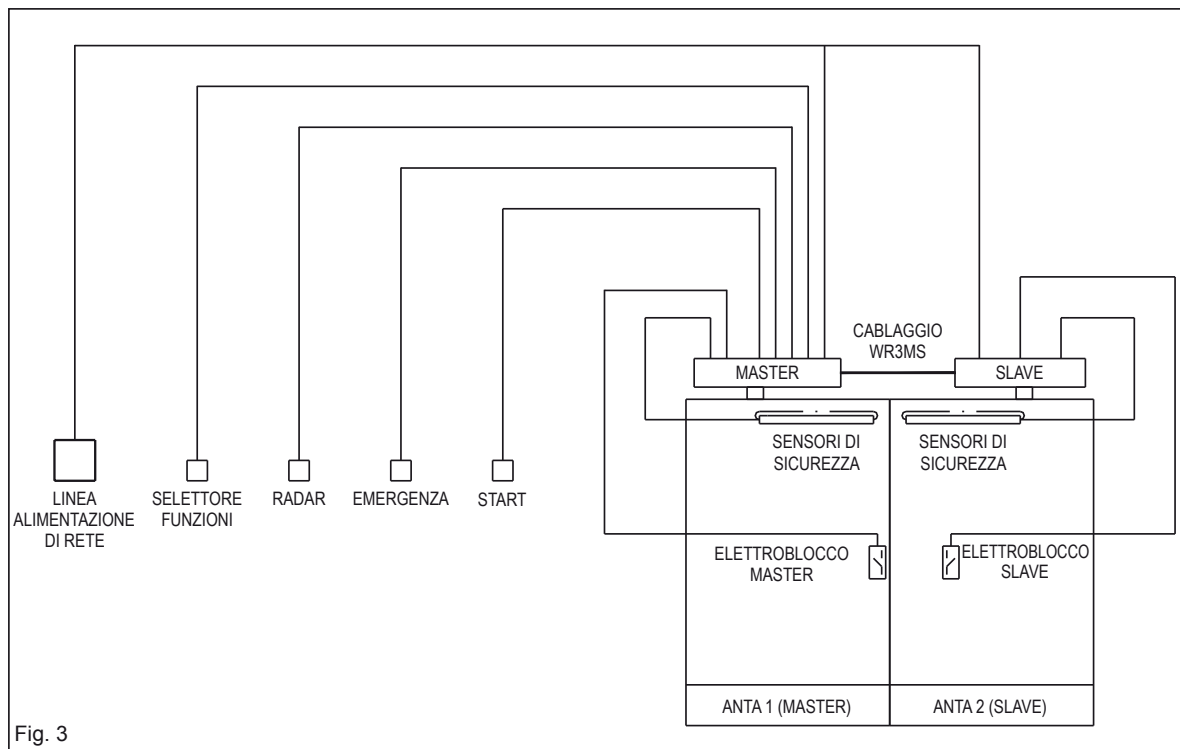 CABLAGGIO
WR3MS
MASTER
SLAVE
SENSORI DI
SICUREZZA
SENSORI DI
SICUREZZA
LINEA
ALIMENTAZIONE
DI RETE
SELETTORE
FUNZIONI
RADAR
EMERGENZA
START
ELETTROBLOCCO
MASTER
ELETTROBLOCCO
SLAVE
ANTA 1 (MASTER)
ANTA 2 (SLAVE)
Fig. 3